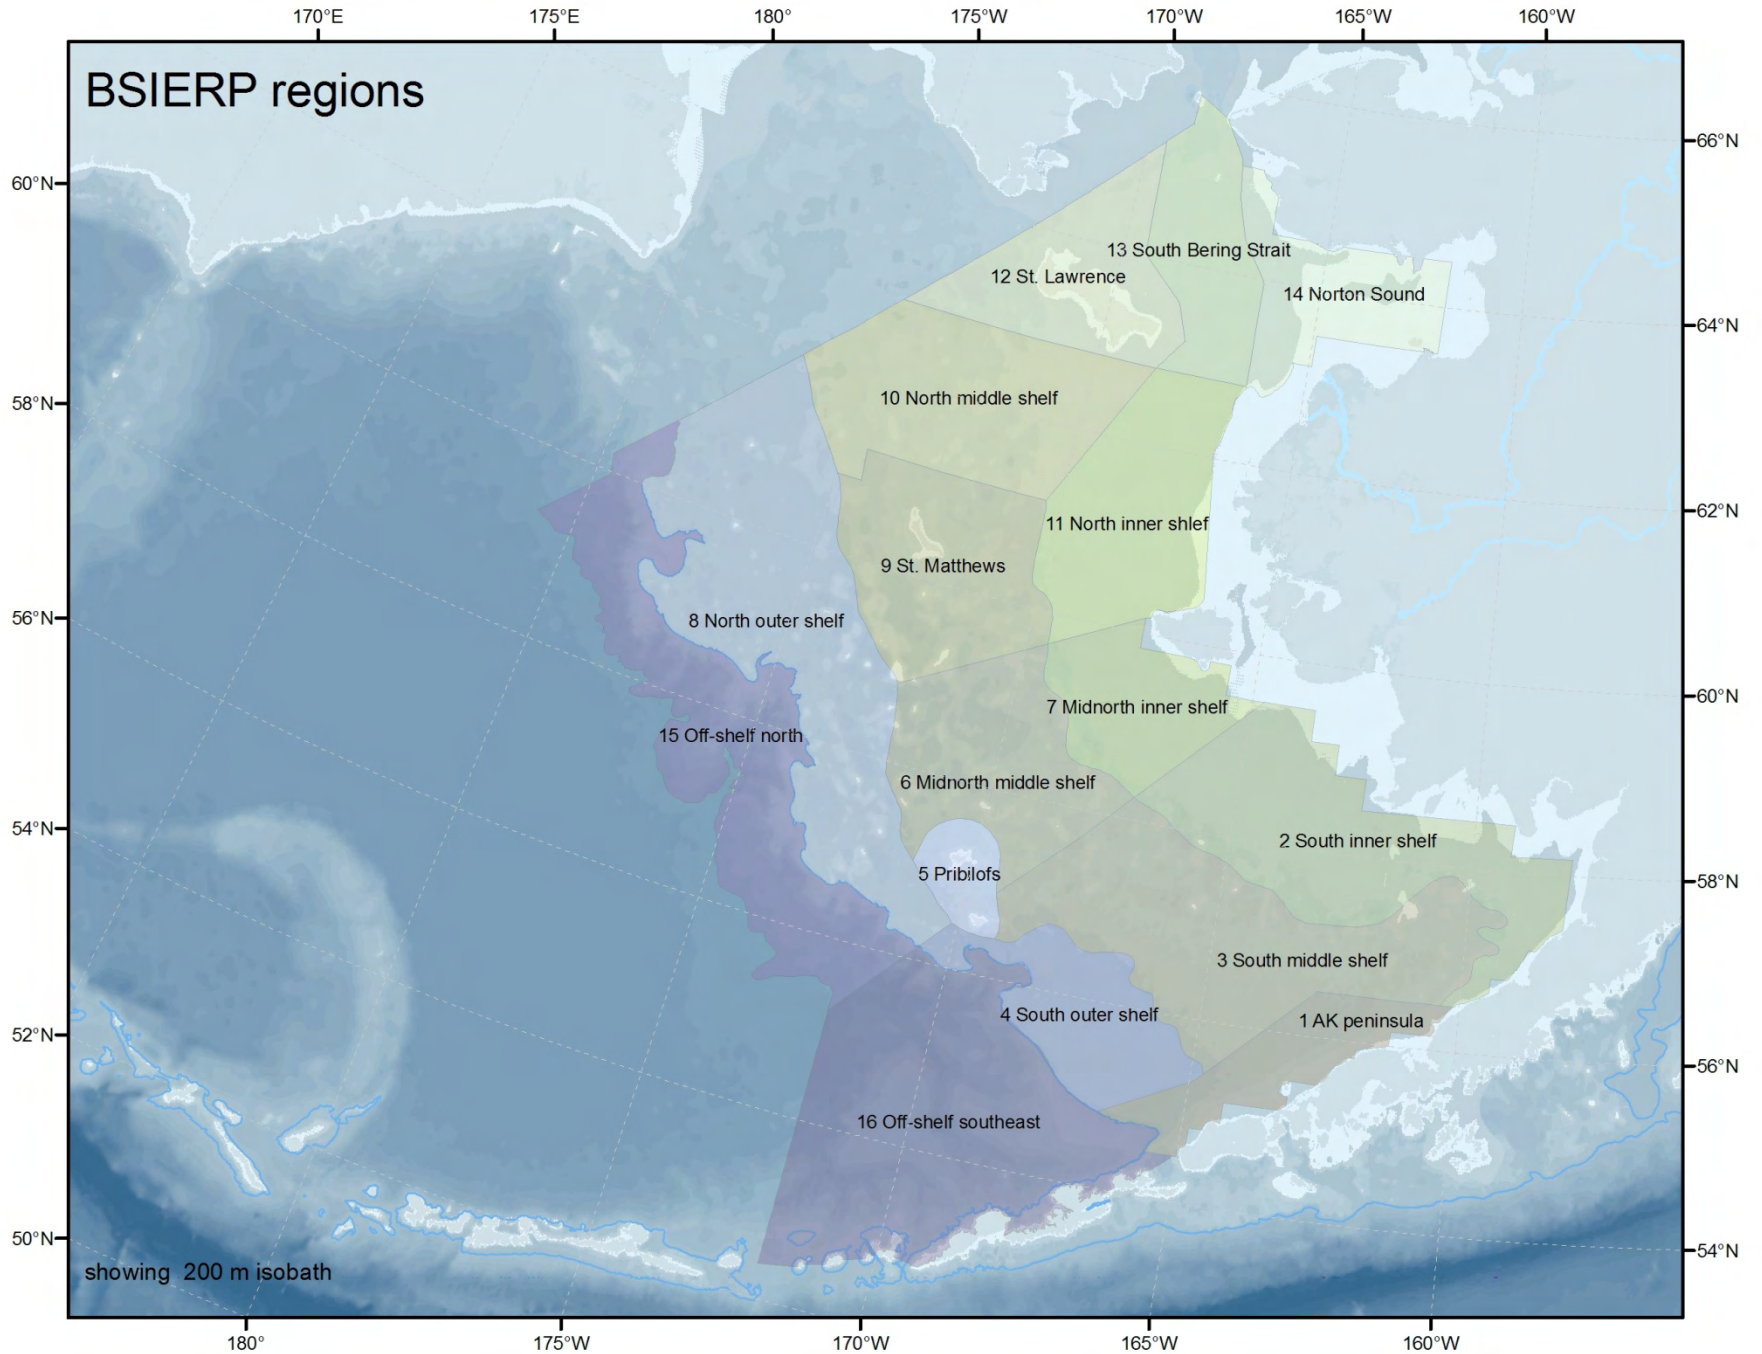 170°E 175°E 180° 175°W 170°W 165°W 160°W
BSIERP regions
66°N
60°N
13 South Bering Strait
12 St. Lawrence
14 Norton Sound
64°N
10 North middle shelf
58°N
62°N
11 North inner shlef
9 St. Matthews
56°N
8 North outer shelf
60°N
7 Midnorth inner shelf
15 Off-shelf north
6 Midnorth middle shelf
54°N
2 South inner shelf
5 Pribilofs
58°N
3 South middle shelf
4 South outer shelf
1 AK peninsula
52°N
56°N
16 Off-shelf southeast
50°N
54°N
showing 200 m isobath
180° 175°W 170°W 165°W 160°W